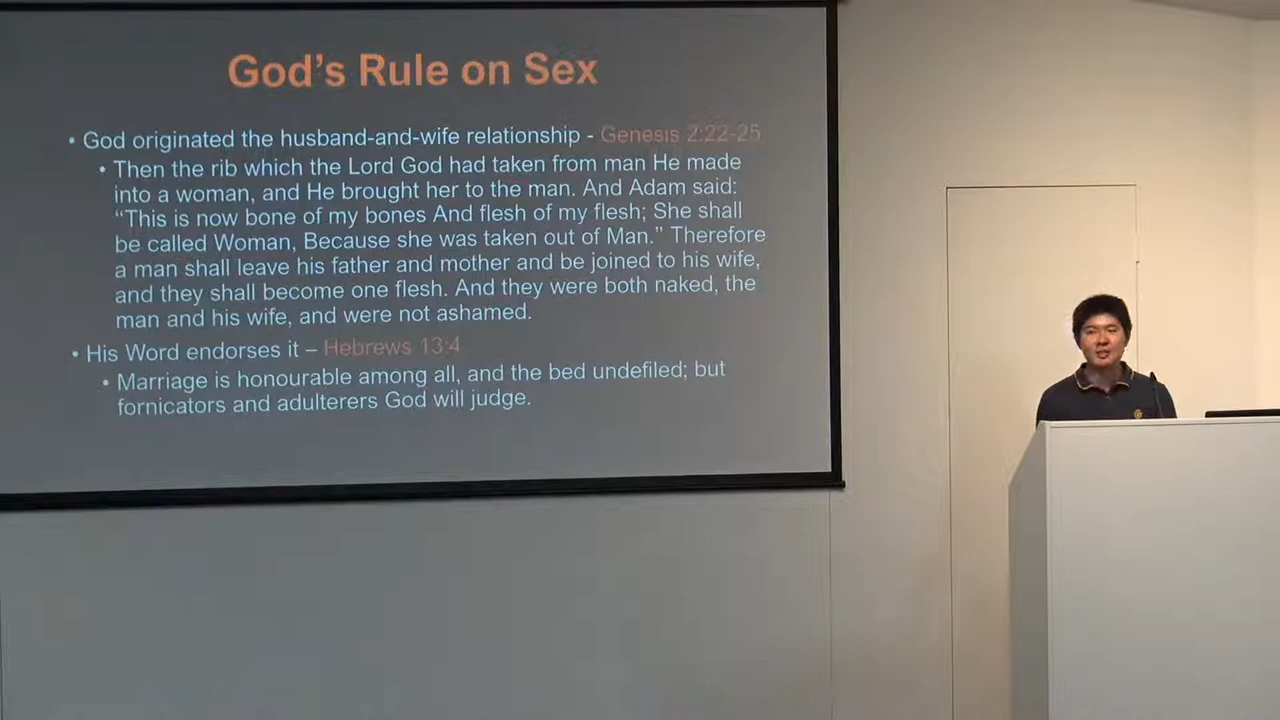 God's Rule on Sex
• God originated the husband-and-wife relationship - Genesis 2:22-25
• Then the rib which the Lord God had taken from man He made
into a woman, and He brought her to the man. And Adam said:
“This is now bone of my bones And flesh of my flesh; She shall
be called Woman, Because she was taken out of Man.” Therefore
a man shall leave his father and mother and be joined to his wife,
and they shall become one flesh. And they were both naked, the
man and his wife, and were not ashamed.
• His Word endorses it – Hebrews 13:4
• Marriage is honourable among all, and the bed undefiled; but
fornicators and adulterers God will judge.